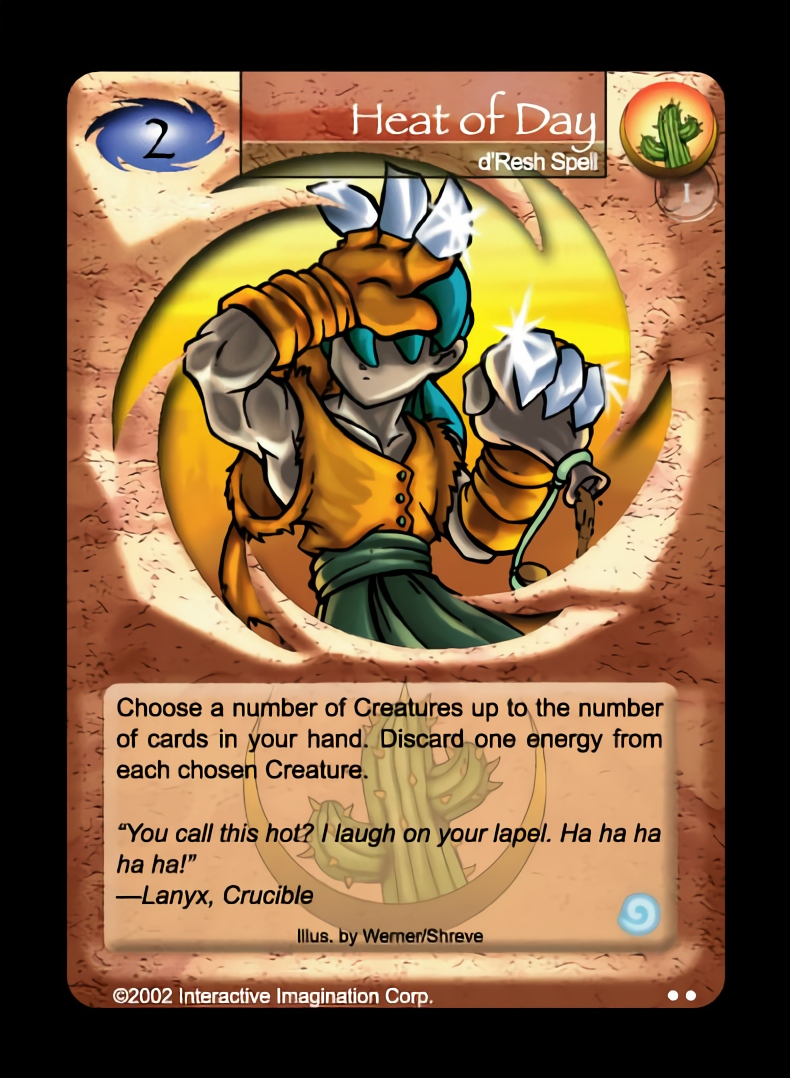 2
Heat of Day
d'Resh Spell
I
Choose a number of Creatures up to the number
of cards in your hand. Discard one energy from
each chosen Creature.
“You call this hot? I laugh on your lapel. Ha ha ha
ha ha!”
—Lanyx, Crucible
Illus. by Werner/Shreve
©2002 Interactive Imagination Corp.